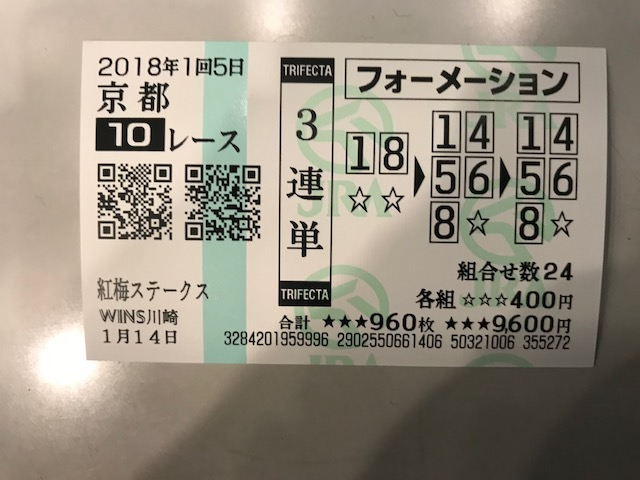 2018年1回5日
京都
10レース
紅梅ステークス
WINS川崎
1月14日
TRIFECTA
3連単
TRIFECTA
フォーメーション
18
☆☆
▶
14
56
8☆
▶
14
56
8☆
組合せ数24
各組 ☆☆☆400円
合計 ★★★960枚 ★★★9,600円
3284201959996 2902550661406 50321006 355272
JRA
JRA